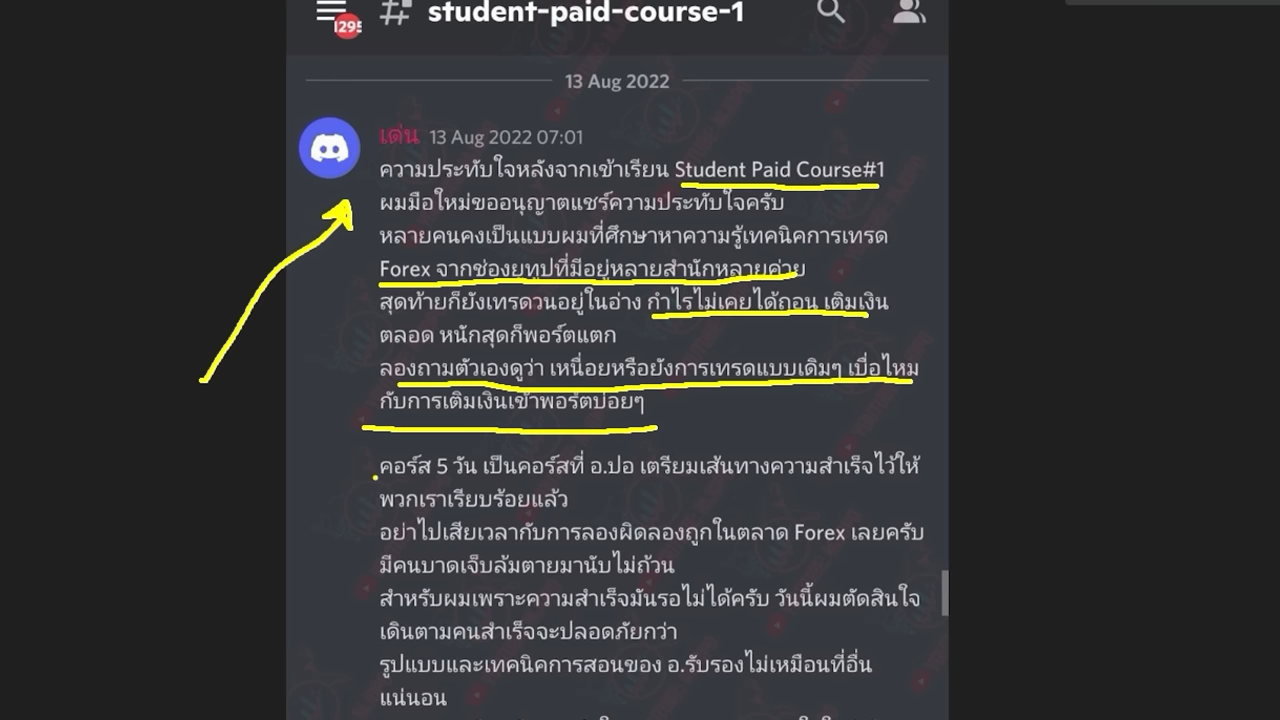 1295
# student-paid-course-1
13 Aug 2022
เด่น 13 Aug 2022 07:01
ความประทับใจหลังจากเข้าเรียน Student Paid Course#1
ผมมือใหม่ขออนุญาตแชร์ความประทับใจครับ
หลายคนคงเป็นแบบผมที่ศึกษาหาความรู้เทคนิคการเทรด
Forex จากช่องยูทูปที่มีอยู่หลายสำนักหลายค่าย
สุดท้ายก็ยังเทรดวนอยู่ในอ่าง กำไรไม่เคยได้ถอน เติมเงิน
ตลอด หนักสุดก็พอร์ตแตก
ลองถามตัวเองดูว่า เหนื่อยหรือยังการเทรดแบบเดิมๆ เบื่อไหม
กับการเติมเงินเข้าพอร์ตบ่อยๆ
คอร์ส 5 วัน เป็นคอร์สที่ อ.ปอ เตรียมเส้นทางความสำเร็จไว้ให้
พวกเราเรียบร้อยแล้ว
อย่าไปเสียเวลากับการลองผิดลองถูกในตลาด Forex เลยครับ
มีคนบาดเจ็บล้มตายมานับไม่ถ้วน
สำหรับผมเพราะความสำเร็จมันรอไม่ได้ครับ วันนี้ผมตัดสินใจ
เดินตามคนสำเร็จจะปลอดภัยกว่า
รูปแบบและเทคนิคการสอนของ อ.รับรองไม่เหมือนที่อื่น
แน่นอน